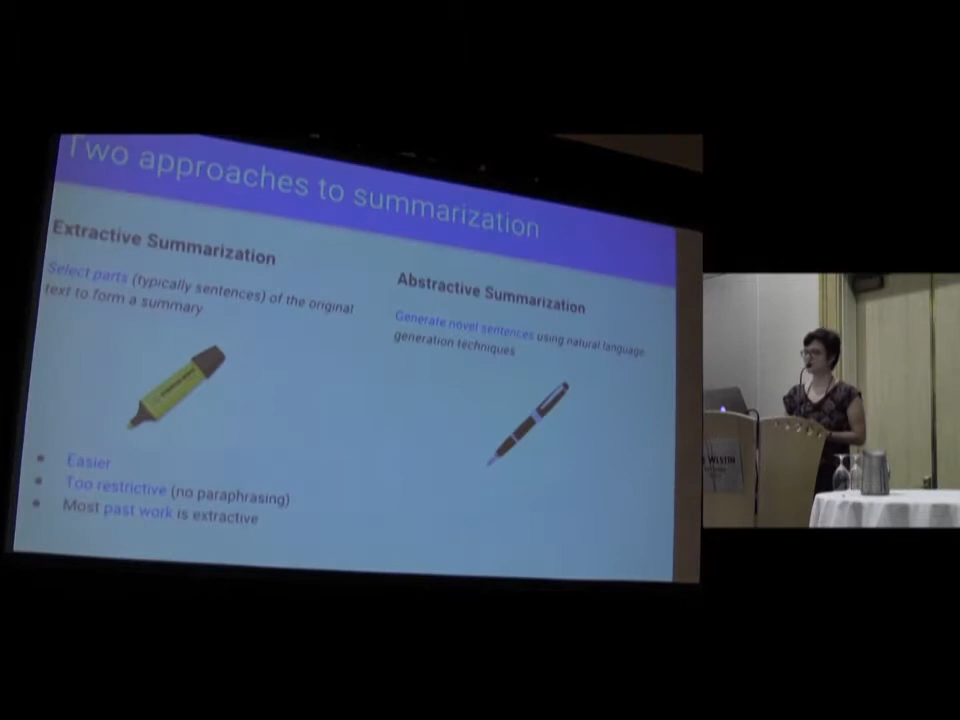 Two approaches to summarization
Extractive Summarization
Select parts (typically sentences) of the original
text to form a summary
Easier
Too restrictive (no paraphrasing)
Most past work is extractive
Abstractive Summarization
Generate novel sentences using natural language
generation techniques
WESTIN